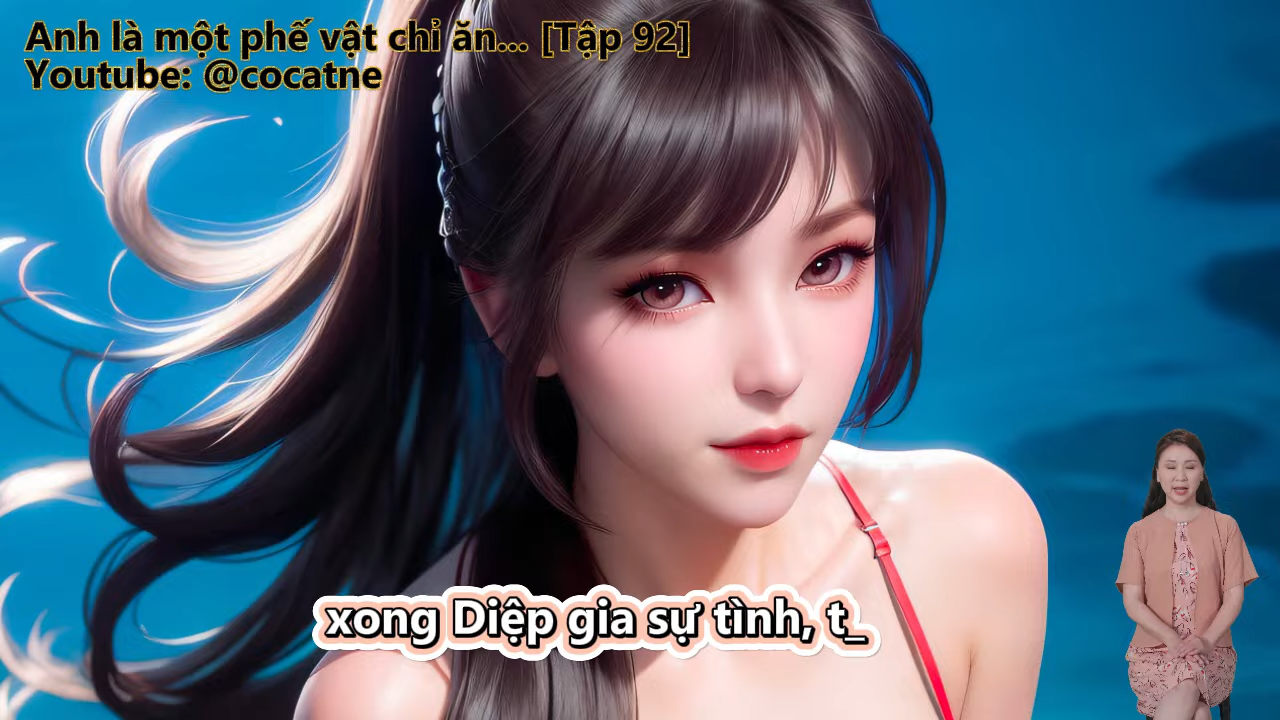 Anh là một phế vật chỉ ăn... [Tập 92]
Youtube: @cocatne
xong Diệp gia sự tình, t_